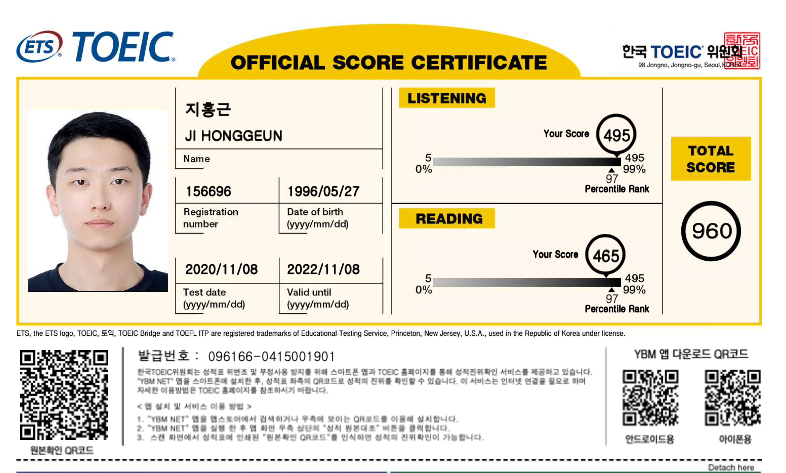 ETS TOEIC
OFFICIAL SCORE CERTIFICATE
한국 TOEIC 위원회
98 Jongno, Jongno-gu, Seoul, KOREA
지홍근
JI HONGGEUN
Name
156696
1996/05/27
Registration
number
Date of birth
(yyyy/mm/dd)
2020/11/08
2022/11/08
Test date
(yyyy/mm/dd)
Valid until
(yyyy/mm/dd)
LISTENING
Your Score 495
5 495
0% 99%
97
Percentile Rank
READING
Your Score 465
5 495
0% 99%
97
Percentile Rank
TOTAL
SCORE
960
ETS, the ETS logo, TOEIC, 토익, TOEIC Bridge and TOEFL ITP are registered trademarks of Educational Testing Service, Princeton, New Jersey, U.S.A., used in the Republic of Korea under license.
발급번호 : 096166-0415001901
한국TOEIC위원회는 성적표 위변조 및 부정사용 방지를 위해 스마트폰 앱과 TOEIC 홈페이지를 통해 성적진위확인 서비스를 제공하고 있습니다.
"YBM NET" 앱을 스마트폰에 설치한 후, 성적표 좌측의 QR코드로 성적의 진위를 확인할 수 있습니다. 이 서비스는 인터넷 연결을 필요로 하며
자세한 이용방법은 TOEIC 홈페이지를 참조하시기 바랍니다.
< 앱 설치 및 서비스 이용 방법 >
1. "YBM NET" 앱을 앱스토어에서 검색하거나 우측에 보이는 QR코드를 이용해 설치합니다.
2. "YBM NET" 앱을 실행 한 후 앱 화면 우측 상단의 "성적 원본대조" 버튼을 클릭합니다.
3. 스캔 화면에서 성적표에 인쇄된 "원본확인 QR코드"를 인식하면 성적의 진위확인이 가능합니다.
원본확인 QR코드
YBM 앱 다운로드 QR코드
안드로이드용
아이폰용
Detach here